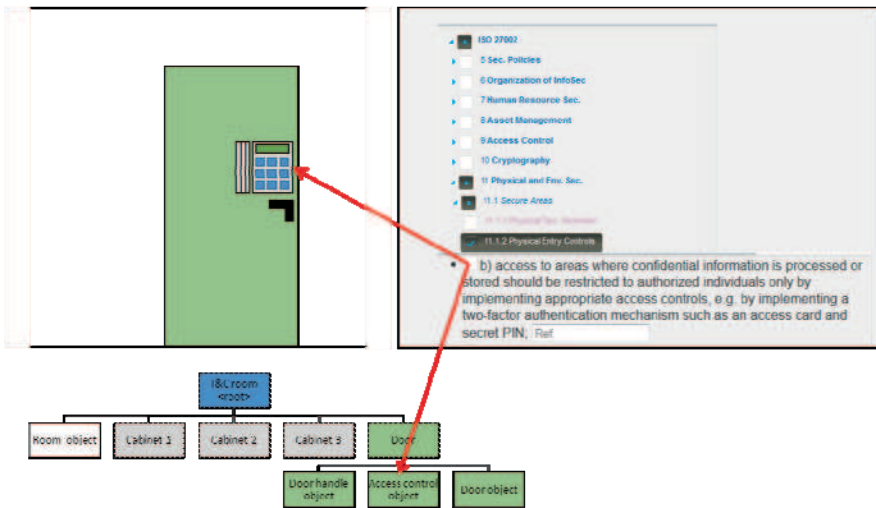 ISO 27002
5 Sec. Policies
6 Organization of InfoSec
7 Human Resource Sec.
8 Asset Management
9 Access Control
10 Cryptography
11 Physical and Env. Sec.
11.1 Secure Areas
11.1.1 Physical
11.1.2 Physical Entry Controls
• b) access to areas where confidential information is processed or
stored should be restricted to authorized individuals only by
implementing appropriate access controls, e.g. by implementing a
two-factor authentication mechanism such as an access card and
secret PIN; Ref.
I&C room
<root>
Room object
Cabinet 1
Cabinet 2
Cabinet 3
Door
Door handle
object
Access control
object
Door object